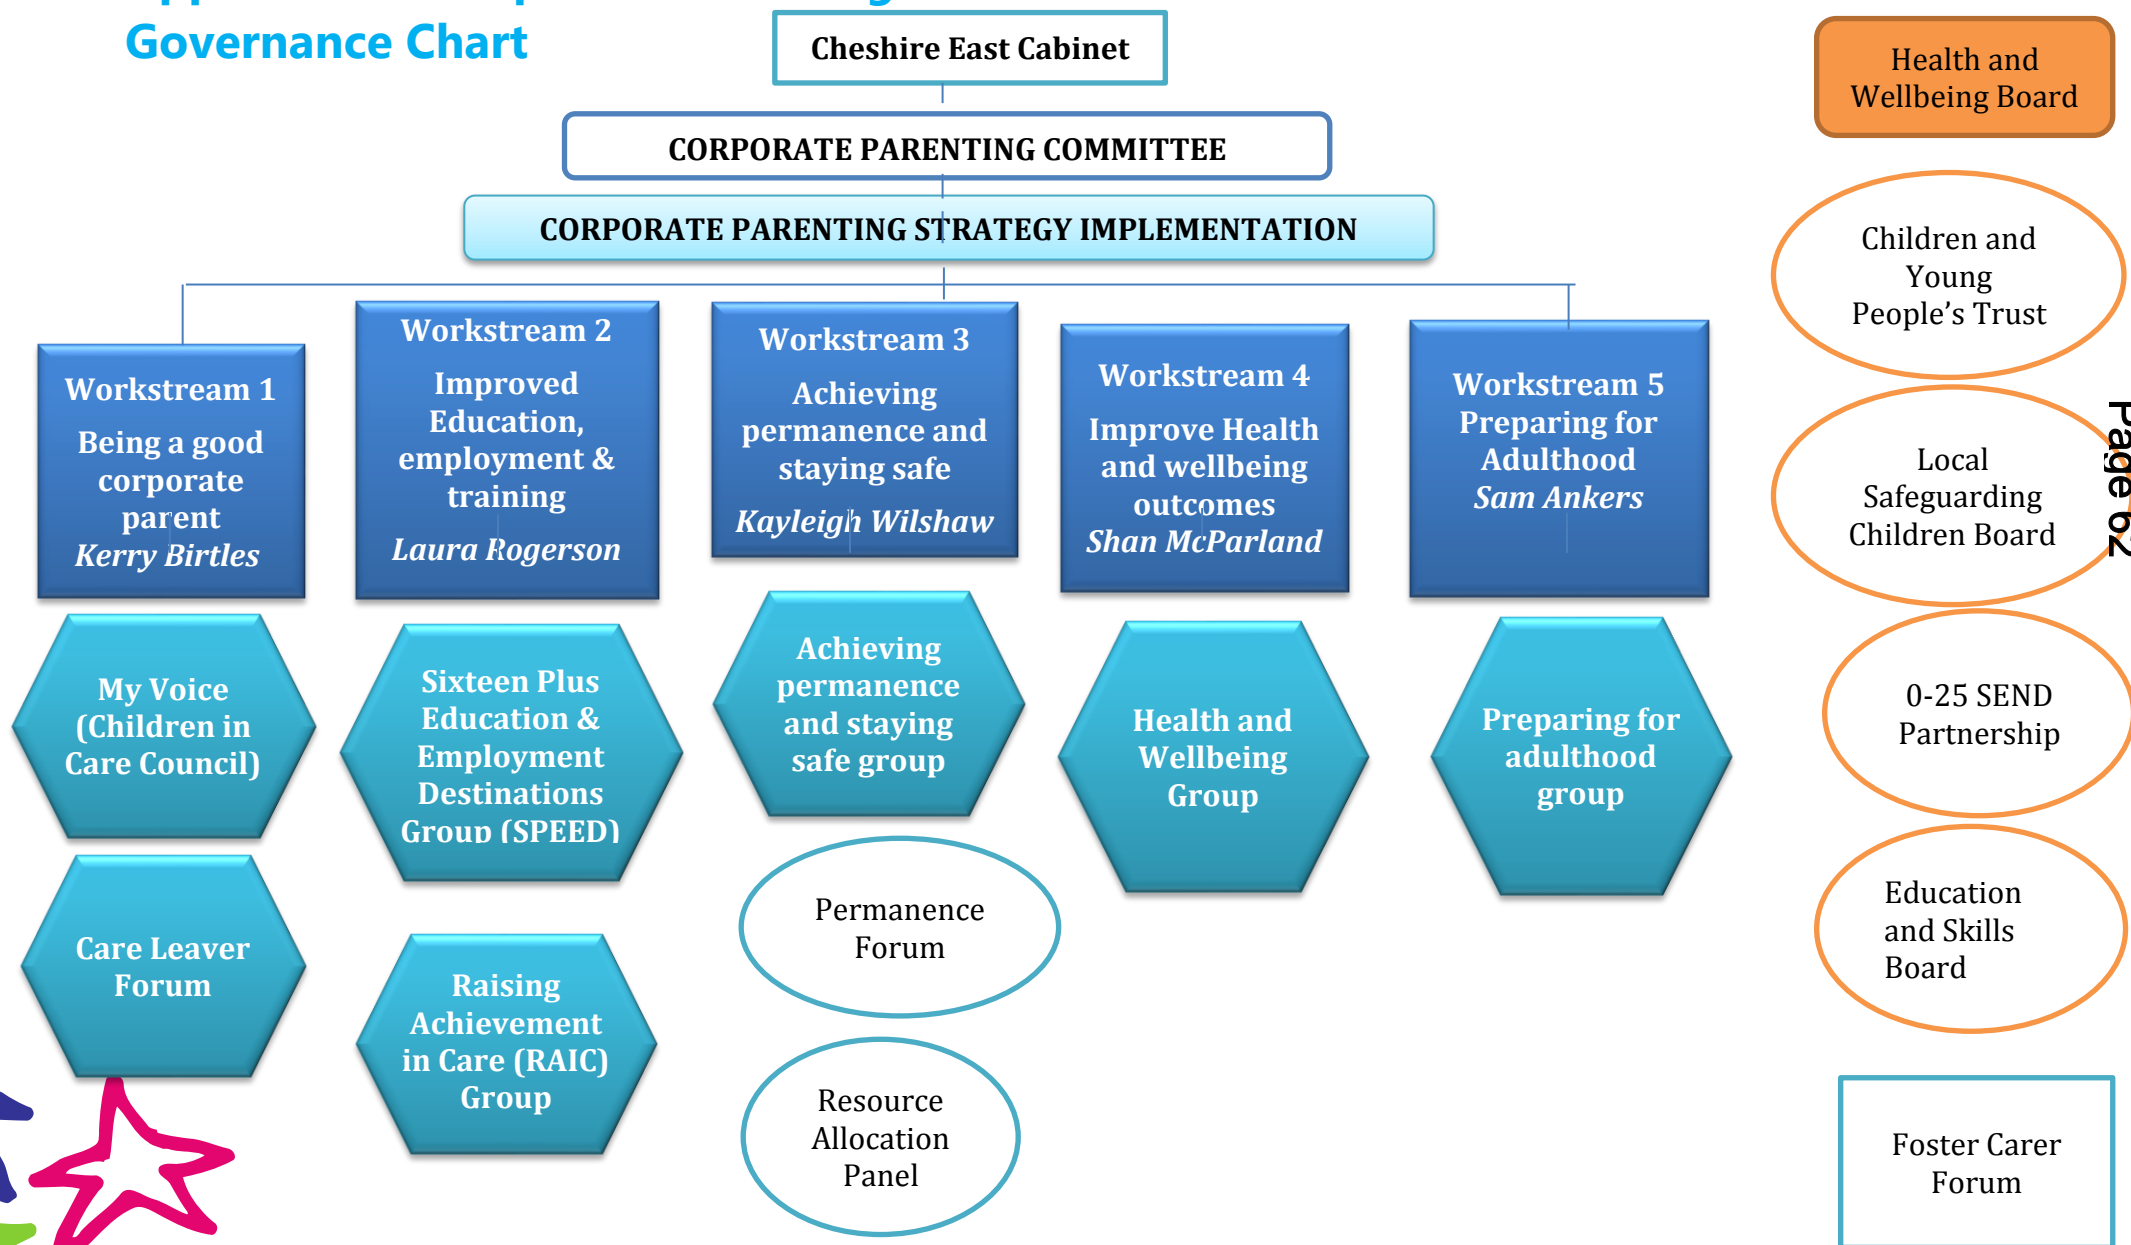 Governance Chart
Cheshire East Cabinet
CORPORATE PARENTING COMMITTEE
CORPORATE PARENTING STRATEGY IMPLEMENTATION
Workstream 1
Being a good
corporate
parent
Kerry Birtles
Workstream 2
Improved
Education,
employment &
training
Laura Rogerson
Workstream 3
Achieving
permanence and
staying safe
Kayleigh Wilshaw
Workstream 4
Improve Health
and wellbeing
outcomes
Shan McParland
Workstream 5
Preparing for
Adulthood
Sam Ankers
My Voice
(Children in
Care Council)
Care Leaver
Forum
Sixteen Plus
Education &
Employment
Destinations
Group (SPEED)
Raising
Achievement
in Care (RAIC)
Group
Achieving
permanence
and staying
safe group
Permanence
Forum
Resource
Allocation
Panel
Health and
Wellbeing
Group
Preparing for
adulthood
group
Health and
Wellbeing Board
Children and
Young
People’s Trust
Local
Safeguarding
Children Board
0-25 SEND
Partnership
Education
and Skills
Board
Foster Carer
Forum
Page 62